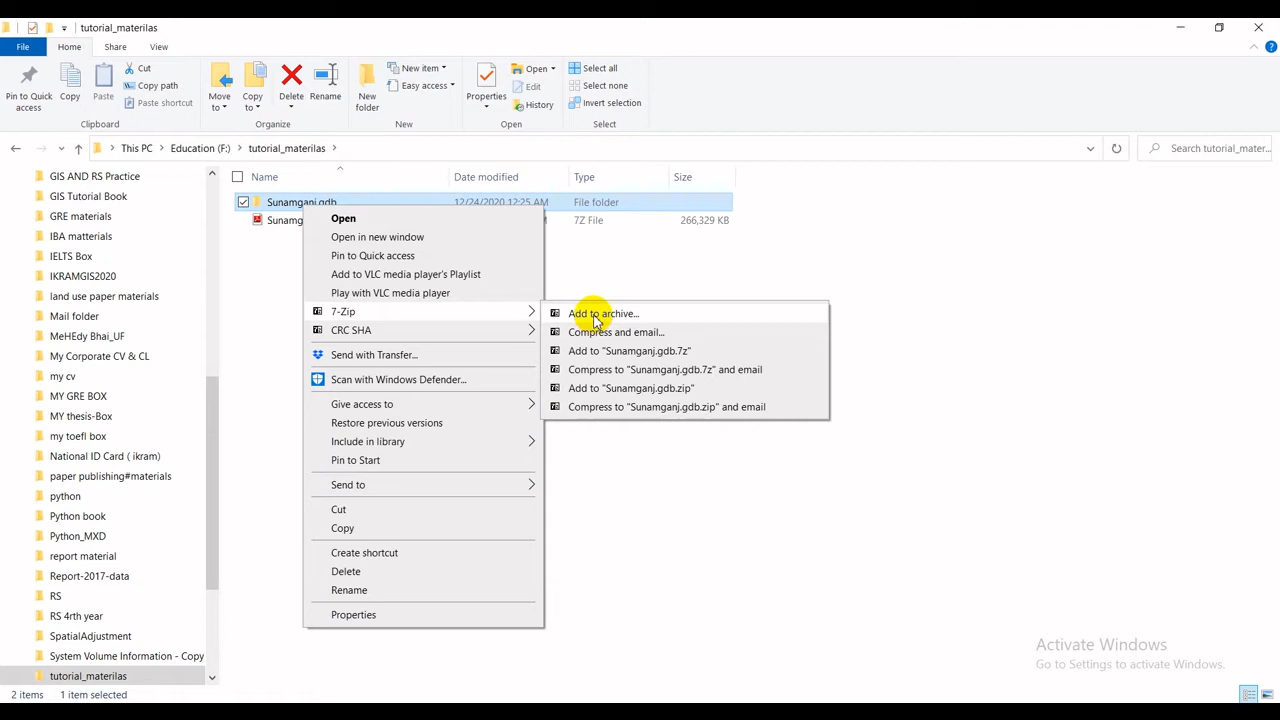 tutorial_materilas
File Home Share View
Pin to Quick access
Copy
Paste
Cut
Copy path
Paste shortcut
Clipboard
Move to
Copy to
Delete
Rename
Organize
New folder
New item
Easy access
New
Properties
Open
Edit
History
Open
Select all
Select none
Invert selection
Select
This PC Education (F:) tutorial_materilas
Search tutorial_mater...
GIS AND RS Practice
GIS Tutorial Book
GRE materials
IBA matterials
IELTS Box
IKRAMGIS2020
land use paper materials
Mail folder
MeHEdy Bhai_UF
My Corporate CV & CL
my cv
MY GRE BOX
MY thesis-Box
my toefl box
National ID Card ( ikram)
paper publishing#materials
python
Python book
Python_MXD
report material
Report-2017-data
RS
RS 4rth year
SpatialAdjustment
System Volume Information - Copy
tutorial_materilas
Name Date modified Type Size
Sunamganj.gdb 12/24/2020 12:25 AM File folder
Sunamg 7Z File 266,329 KB
Open
Open in new window
Pin to Quick access
Add to VLC media player's Playlist
Play with VLC media player
7-Zip
CRC SHA
Send with Transfer...
Scan with Windows Defender...
Give access to
Restore previous versions
Include in library
Pin to Start
Send to
Cut
Copy
Create shortcut
Delete
Rename
Properties
Add to archive...
Compress and email...
Add to "Sunamganj.gdb.7z"
Compress to "Sunamganj.gdb.7z" and email
Add to "Sunamganj.gdb.zip"
Compress to "Sunamganj.gdb.zip" and email
Activate Windows
Go to Settings to activate Windows.
2 items 1 item selected